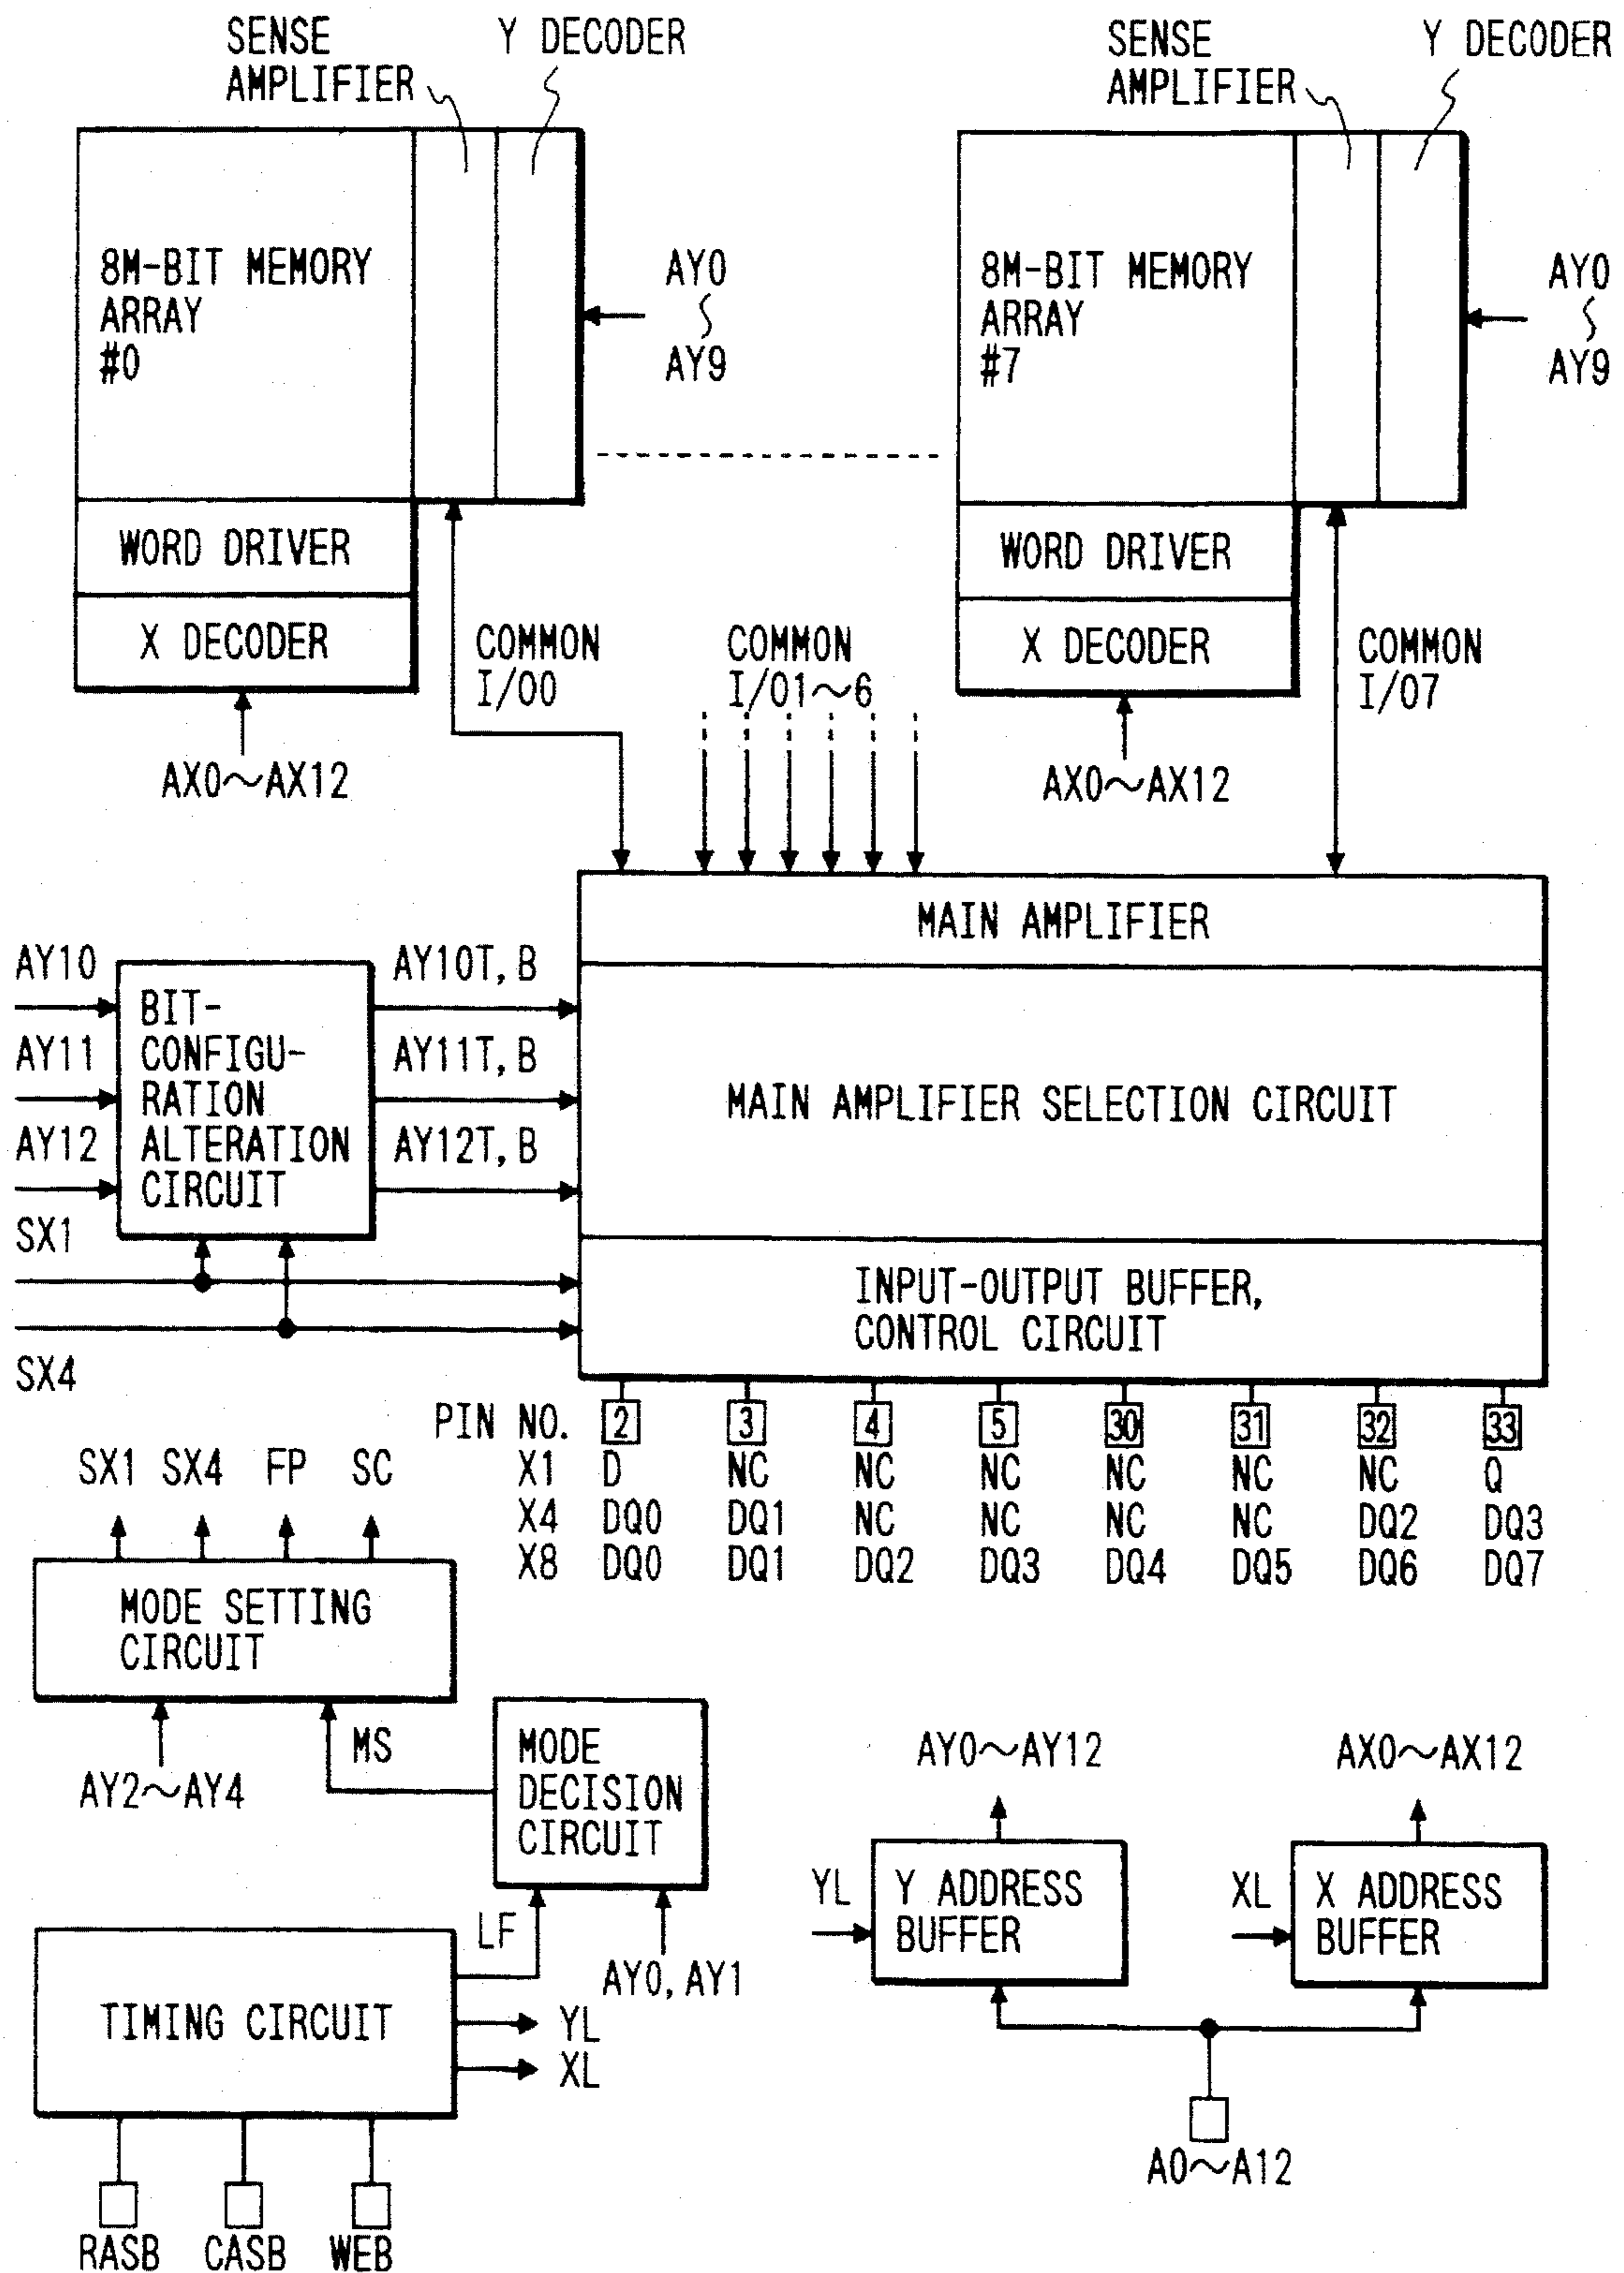 SENSE
AMPLIFIER
Y DECODER
SENSE
AMPLIFIER
Y DECODER
8M-BIT MEMORY
ARRAY
#0
AY0
~
AY9
8M-BIT MEMORY
ARRAY
#7
AY0
~
AY9
WORD DRIVER
X DECODER
WORD DRIVER
X DECODER
COMMON
I/O0
COMMON
I/O1~6
COMMON
I/O7
AX0~AX12
AX0~AX12
MAIN AMPLIFIER
AY10
AY11
AY12
BIT-
CONFIGU-
RATION
ALTERATION
CIRCUIT
AY10T, B
AY11T, B
AY12T, B
MAIN AMPLIFIER SELECTION CIRCUIT
SX1
SX4
INPUT-OUTPUT BUFFER,
CONTROL CIRCUIT
PIN NO. 2 3 4 5 30 31 32 33
X1 D NC NC NC NC NC NC Q
X4 DQ0 DQ1 NC NC NC NC DQ2 DQ3
X8 DQ0 DQ1 DQ2 DQ3 DQ4 DQ5 DQ6 DQ7
SX1 SX4 FP SC
MODE SETTING
CIRCUIT
AY2~AY4
MS
MODE
DECISION
CIRCUIT
LF
AY0, AY1
TIMING CIRCUIT
YL
XL
RASB CASB WEB
AY0~AY12
YL
Y ADDRESS
BUFFER
AX0~AX12
XL
X ADDRESS
BUFFER
A0~A12